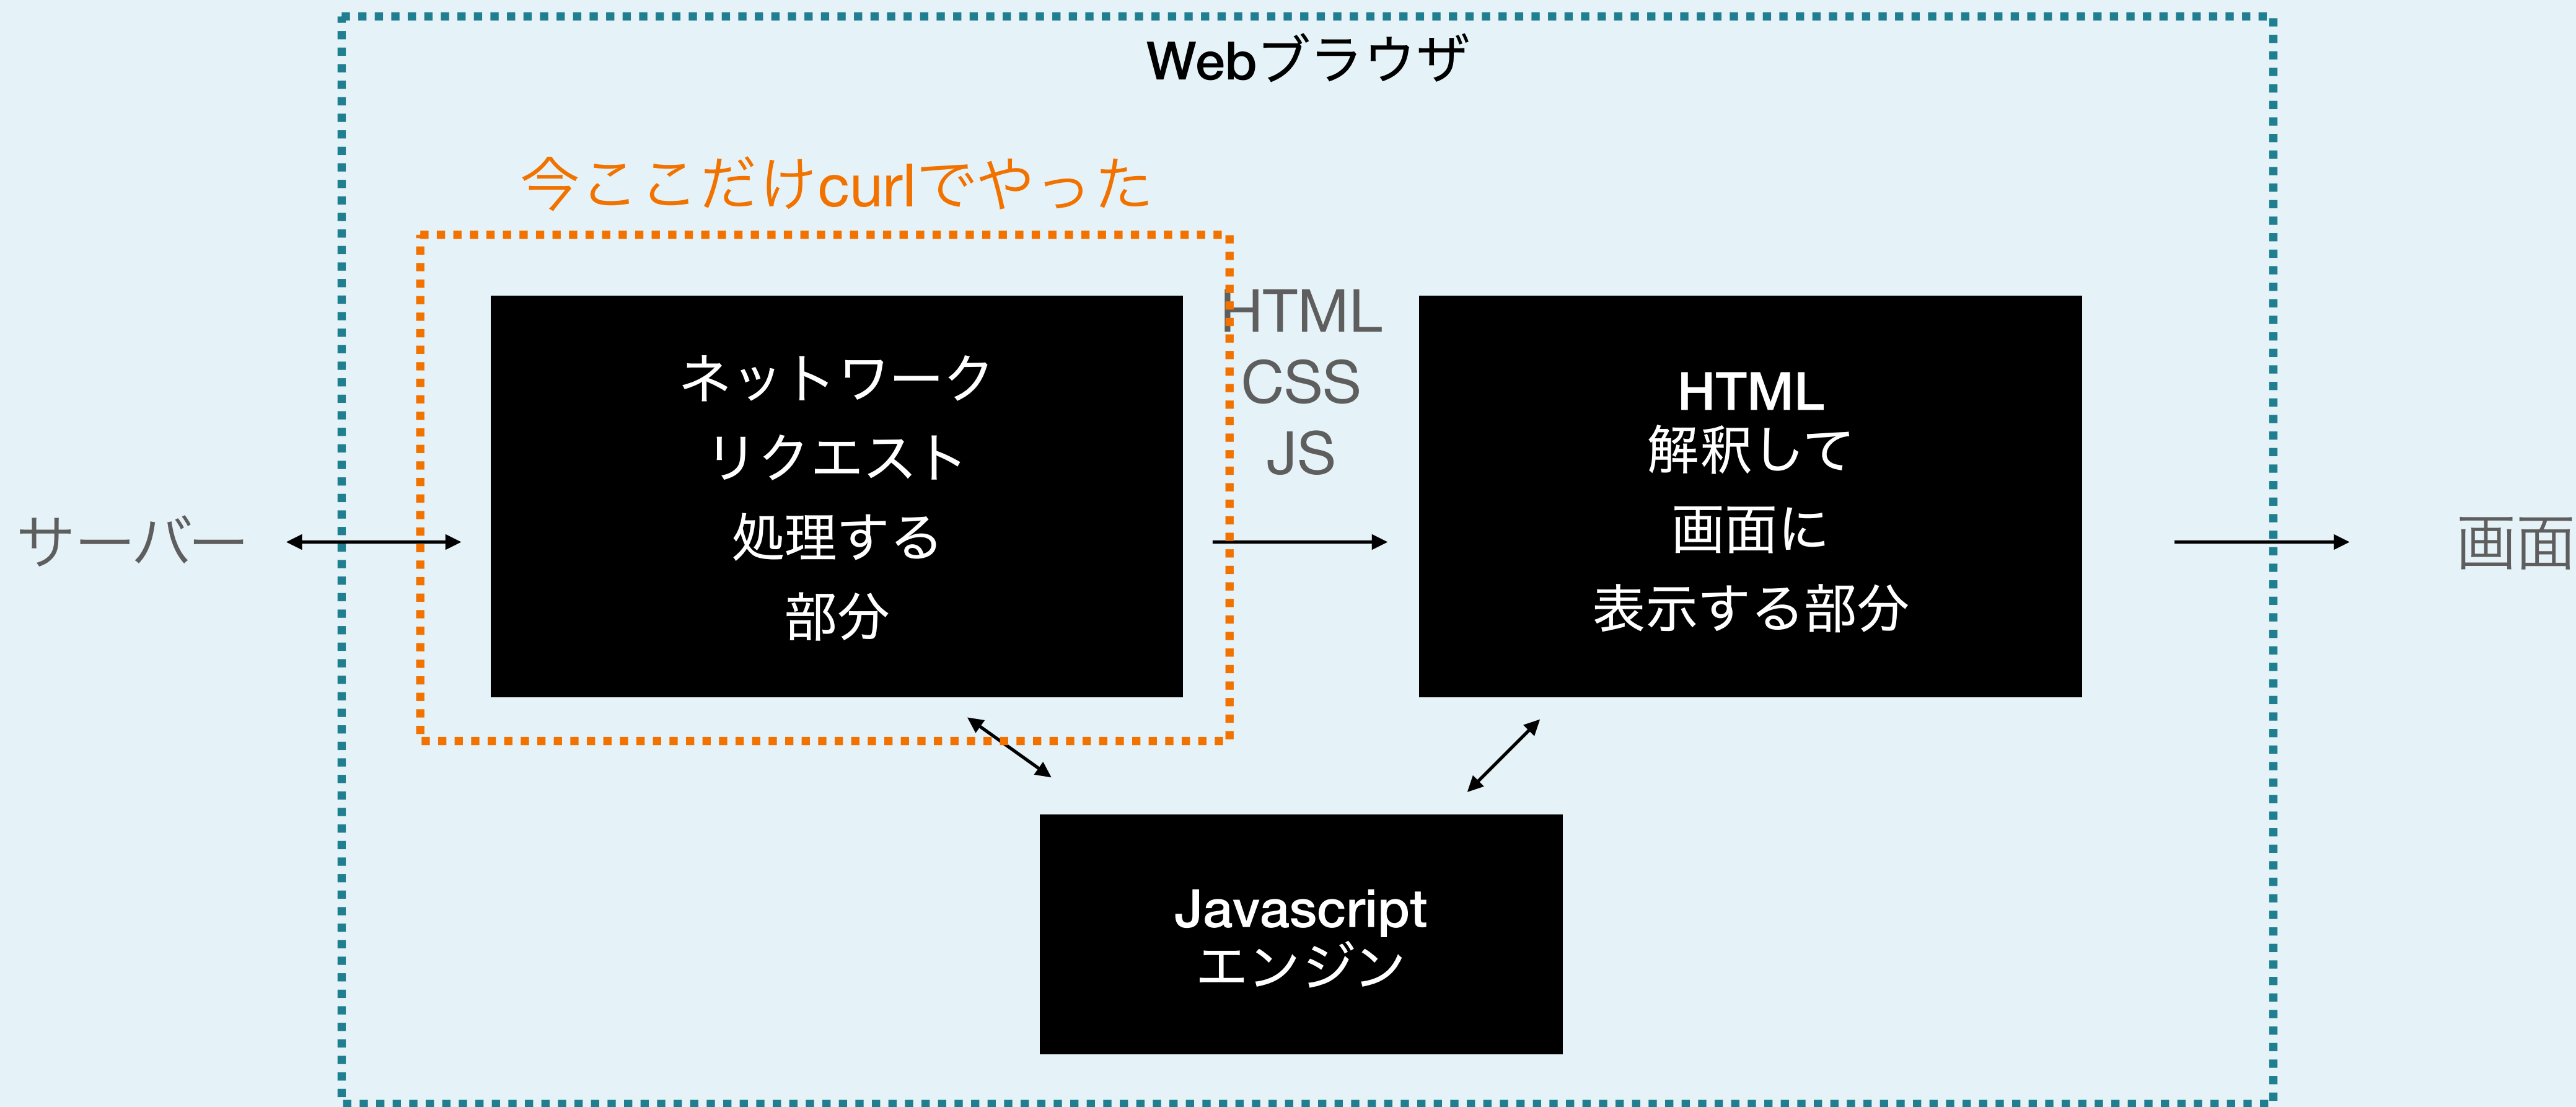 Webブラウザ
今ここだけcurlでやった
サーバー
ネットワーク
リクエスト
処理する
部分
HTML
CSS
JS
HTML
解釈して
画面に
表示する部分
画面
Javascript
エンジン